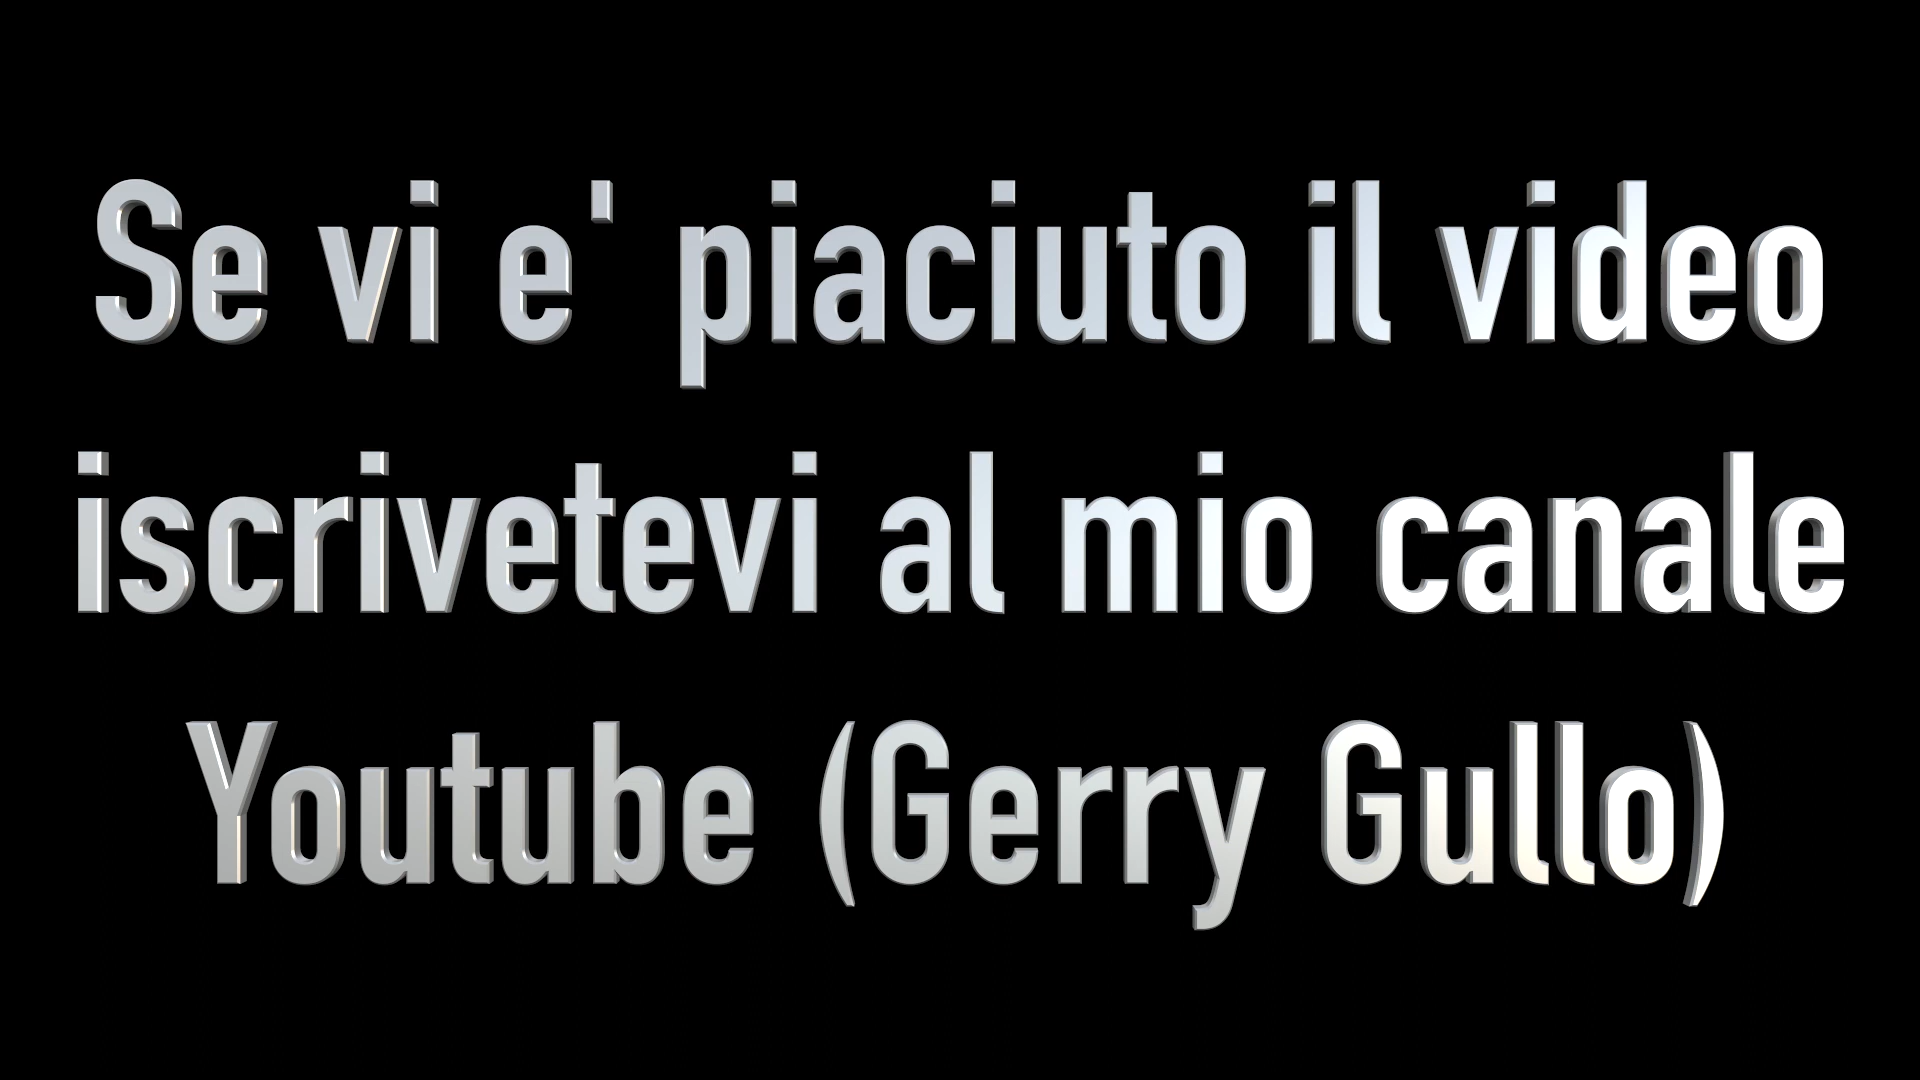 Se vi e' piaciuto il video
iscrivetevi al mio canale
Youtube (Gerry Gullo)